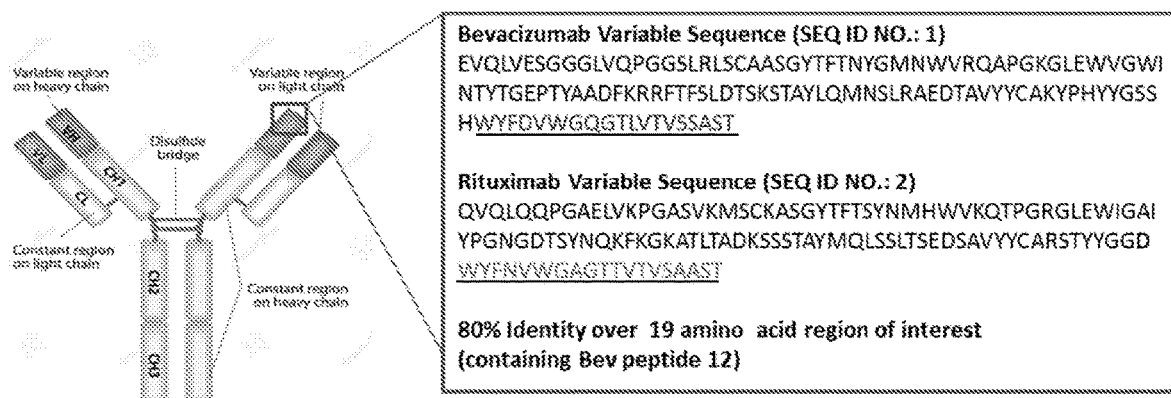 Variable region
on heavy chain
Variable region
on light chain
Disulfide
bridge
VH
VL
CH1
CL
Constant region
on light chain
CH2
CH3
Constant region
on heavy chain
Bevacizumab Variable Sequence (SEQ ID NO.: 1)
EVQLVESGGGLVQPGGSLRLSCAASGYTFTNYGMNWVRQAPGKGLEWVGWI
NTYTGEPTYAADFKRRFTFSLDTSKSTAYLQMNSLRAEDTAVYYCAKYPHYYGSS
HWYFDVWGQGTLVTVSSAST
Rituximab Variable Sequence (SEQ ID NO.: 2)
QVQLQQPGAELVKPGASVKMSCKASGYTFTSYNMHWVKQTPGRGLEWIGAI
YPGNGDTSYNQKFKGKATLTADKSSSTAYMQLSSLTSEDSAVYYCARSTYYGGD
WYFNVWGAGTTVTVSAAST
80% Identity over 19 amino acid region of interest
(containing Bev peptide 12)